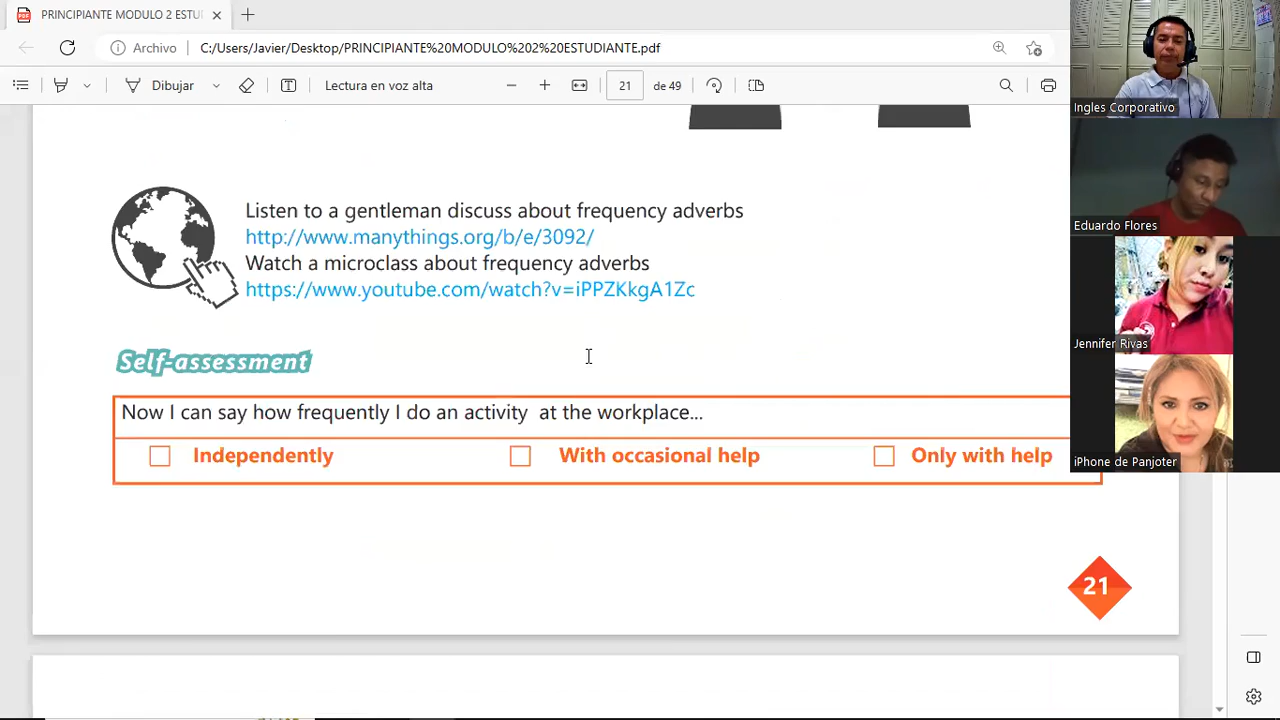 PRINCIPIANTE MODULO 2 ESTU
Archivo
C:/Users/Javier/Desktop/PRINCIPIANTE%20MODULO%202%20ESTUDIANTE.pdf
Dibujar
Lectura en voz alta
21
de 49
Ingles Corporativo
Eduardo Flores
Jennifer Rivas
iPhone de Panjoter
Listen to a gentleman discuss about frequency adverbs
http://www.manythings.org/b/e/3092/
Watch a microclass about frequency adverbs
https://www.youtube.com/watch?v=iPPZKkgA1Zc
Self-assessment
Now I can say how frequently I do an activity at the workplace...
Independently
With occasional help
Only with help
21